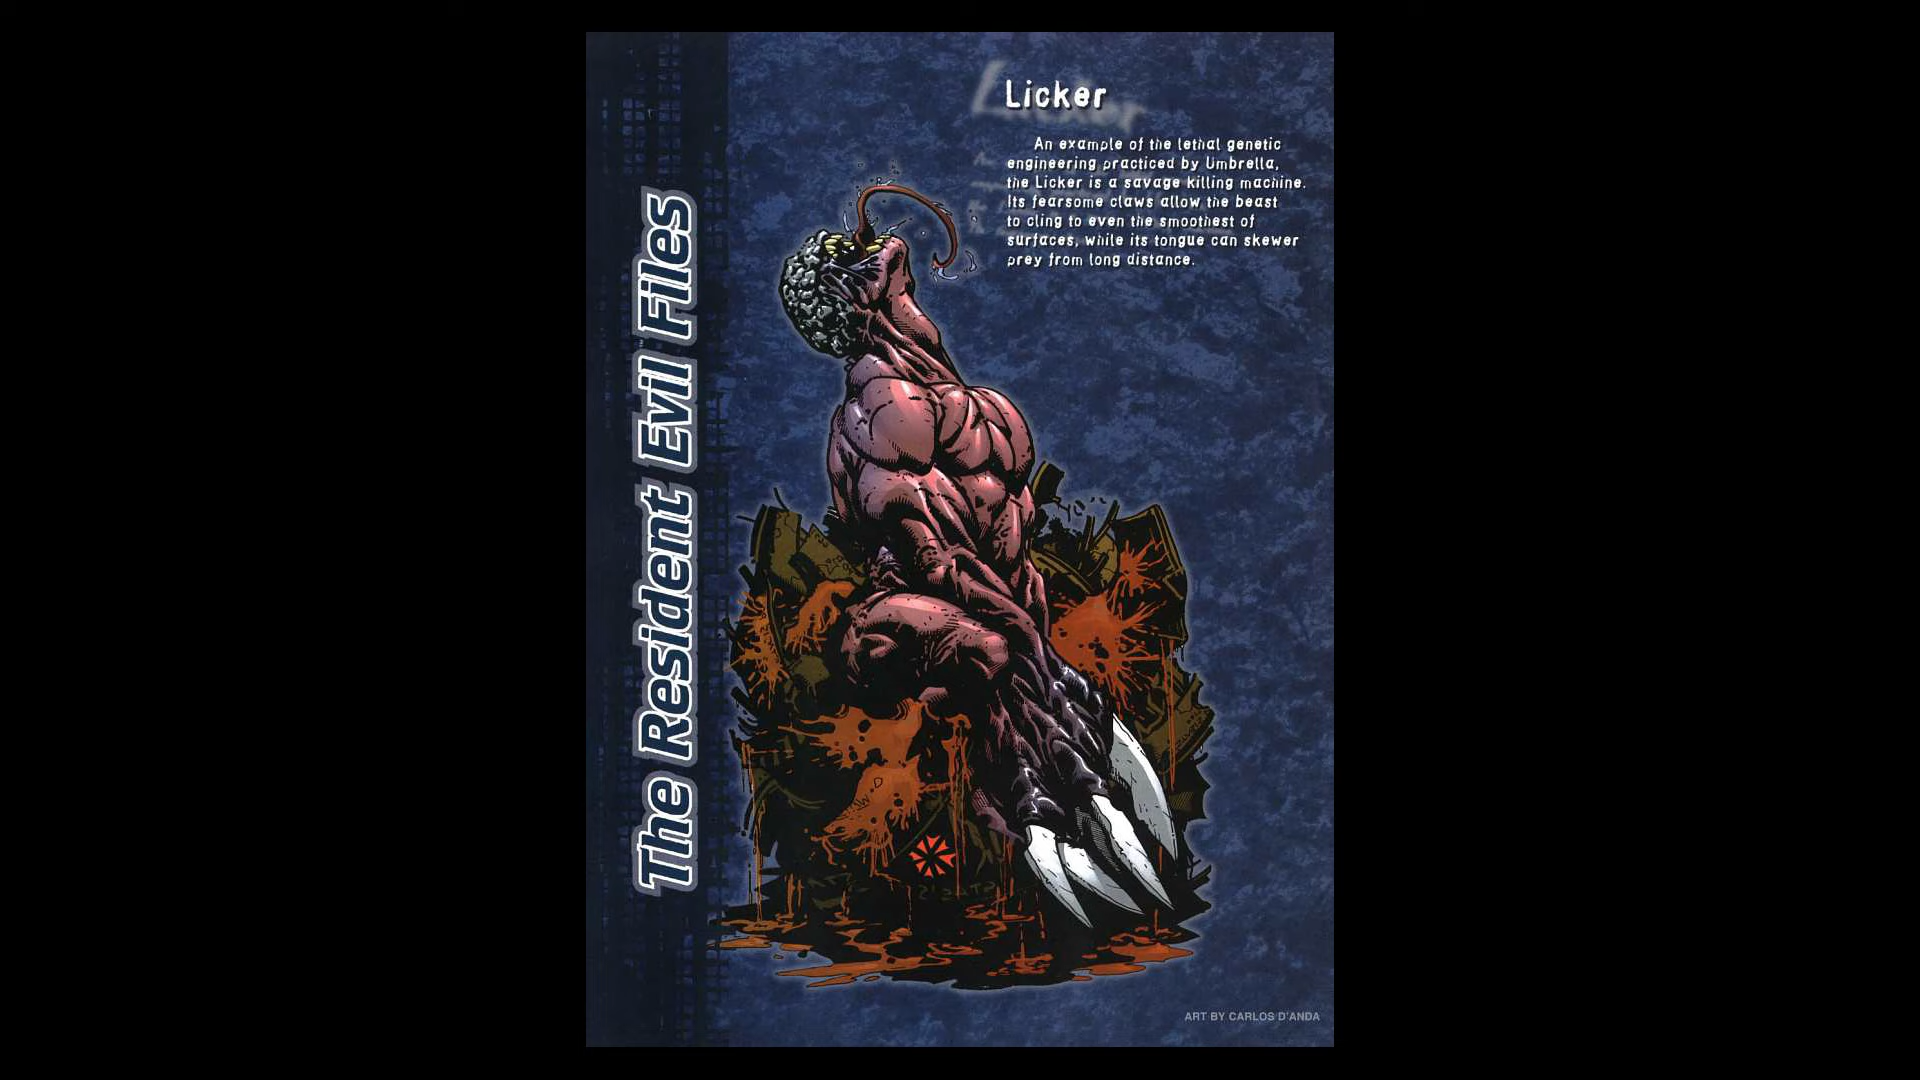 The Resident Evil Files
Licker
An example of the lethal genetic
engineering practiced by Umbrella,
the Licker is a savage killing machine.
Its fearsome claws allow the beast
to cling to even the smoothest of
surfaces, while its tongue can skewer
prey from long distance.
ART BY CARLOS D'ANDA